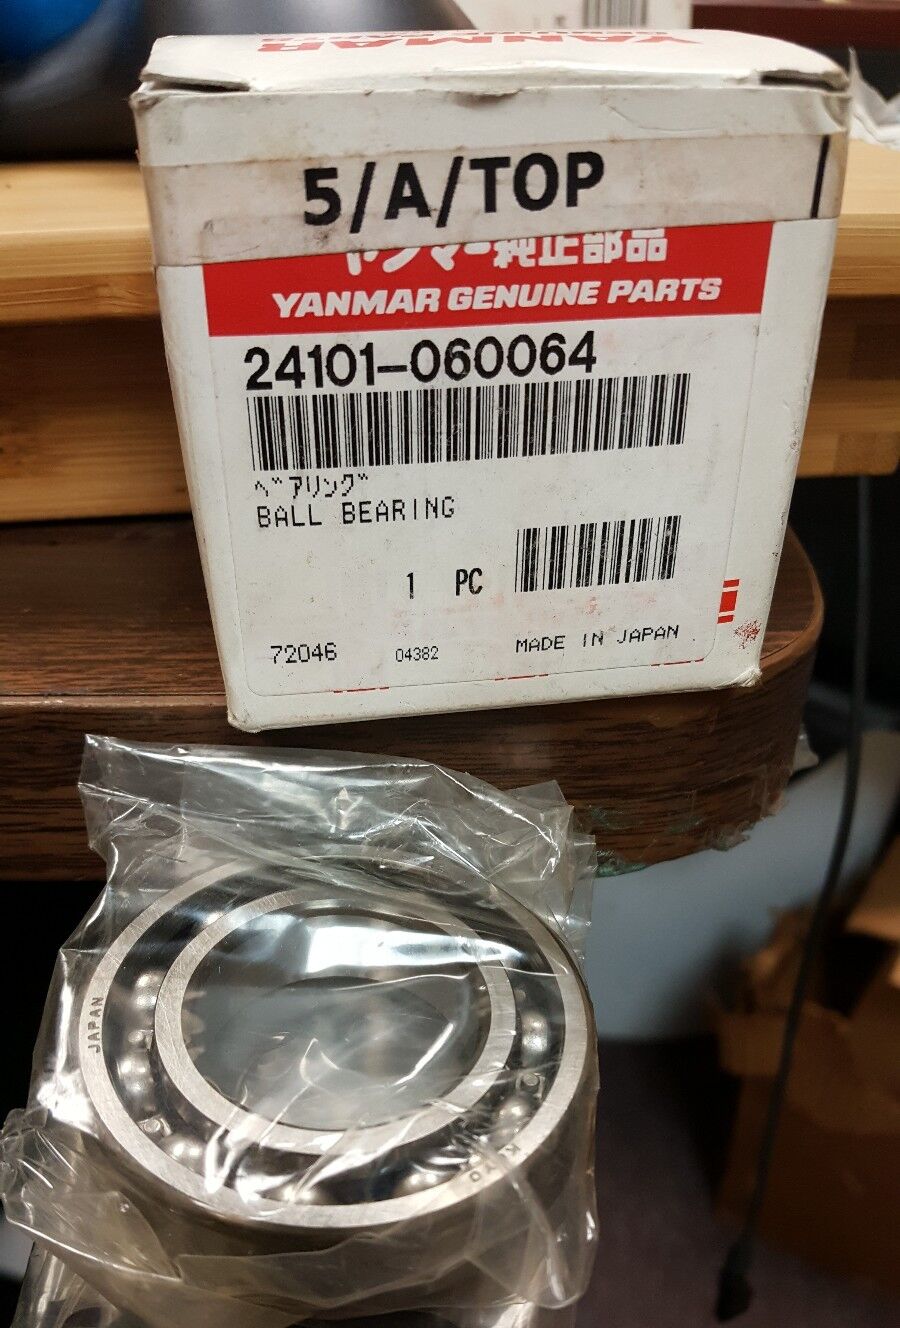 YANMAR
5/A/TOP
ヤンマー純正部品
YANMAR GENUINE PARTS
24101-060064
ベアリング
BALL BEARING
1 PC
72046 04382 MADE IN JAPAN
JAPAN
KOYO